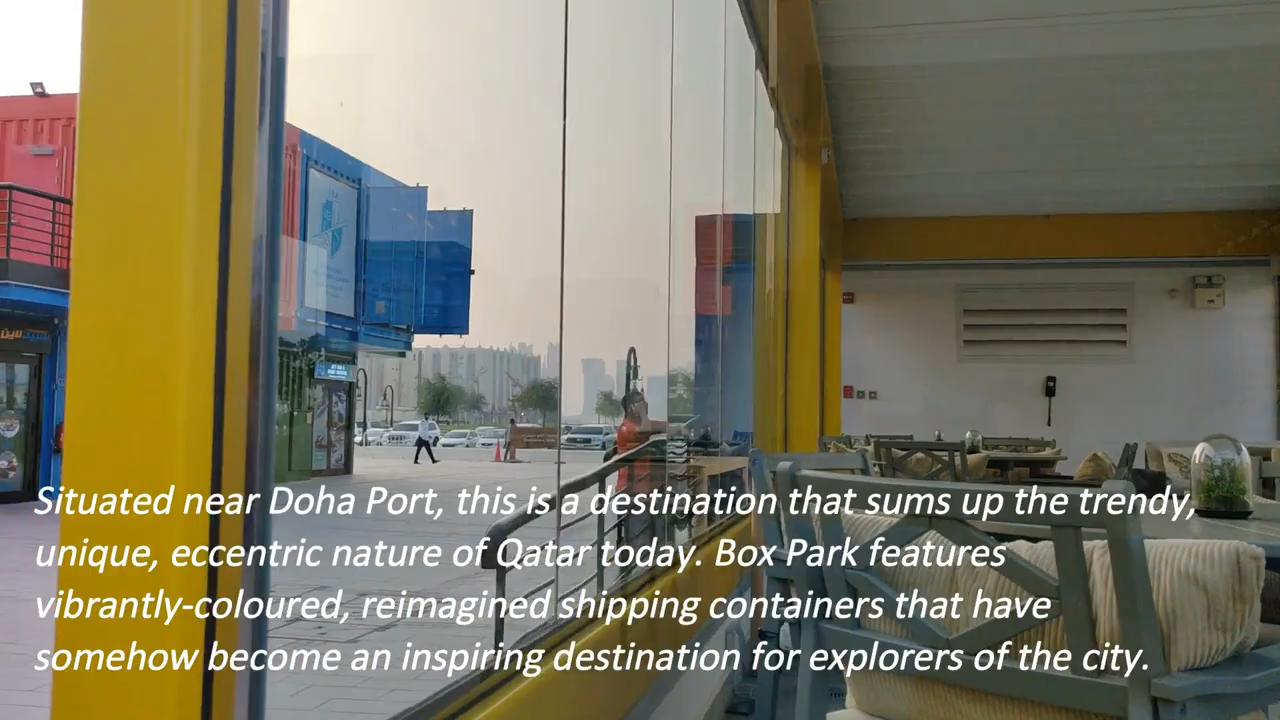 Situated near Doha Port, this is a destination that sums up the trendy,
unique, eccentric nature of Qatar today. Box Park features
vibrantly-coloured, reimagined shipping containers that have
somehow become an inspiring destination for explorers of the city.